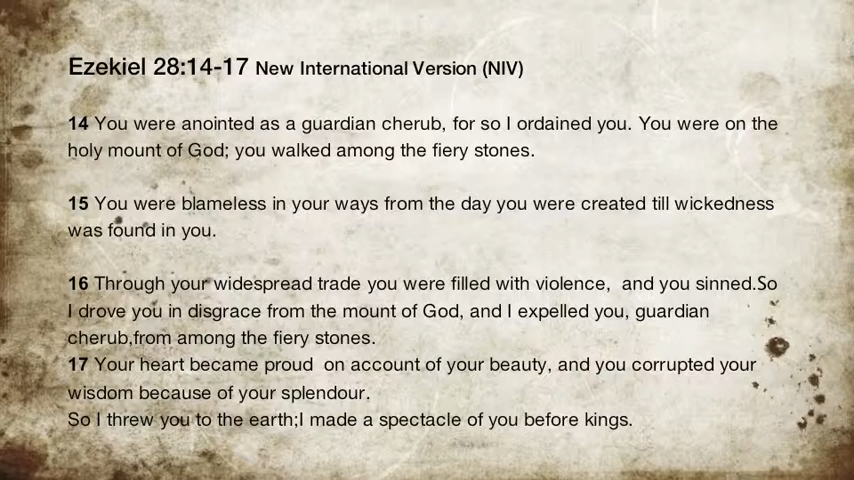 Ezekiel 28:14-17 New International Version (NIV)
14 You were anointed as a guardian cherub, for so I ordained you. You were on the
holy mount of God; you walked among the fiery stones.
15 You were blameless in your ways from the day you were created till wickedness
was found in you.
16 Through your widespread trade you were filled with violence,  and you sinned.So
I drove you in disgrace from the mount of God, and I expelled you, guardian
cherub,from among the fiery stones.
17 Your heart became proud  on account of your beauty, and you corrupted your
wisdom because of your splendour.
So I threw you to the earth;I made a spectacle of you before kings.